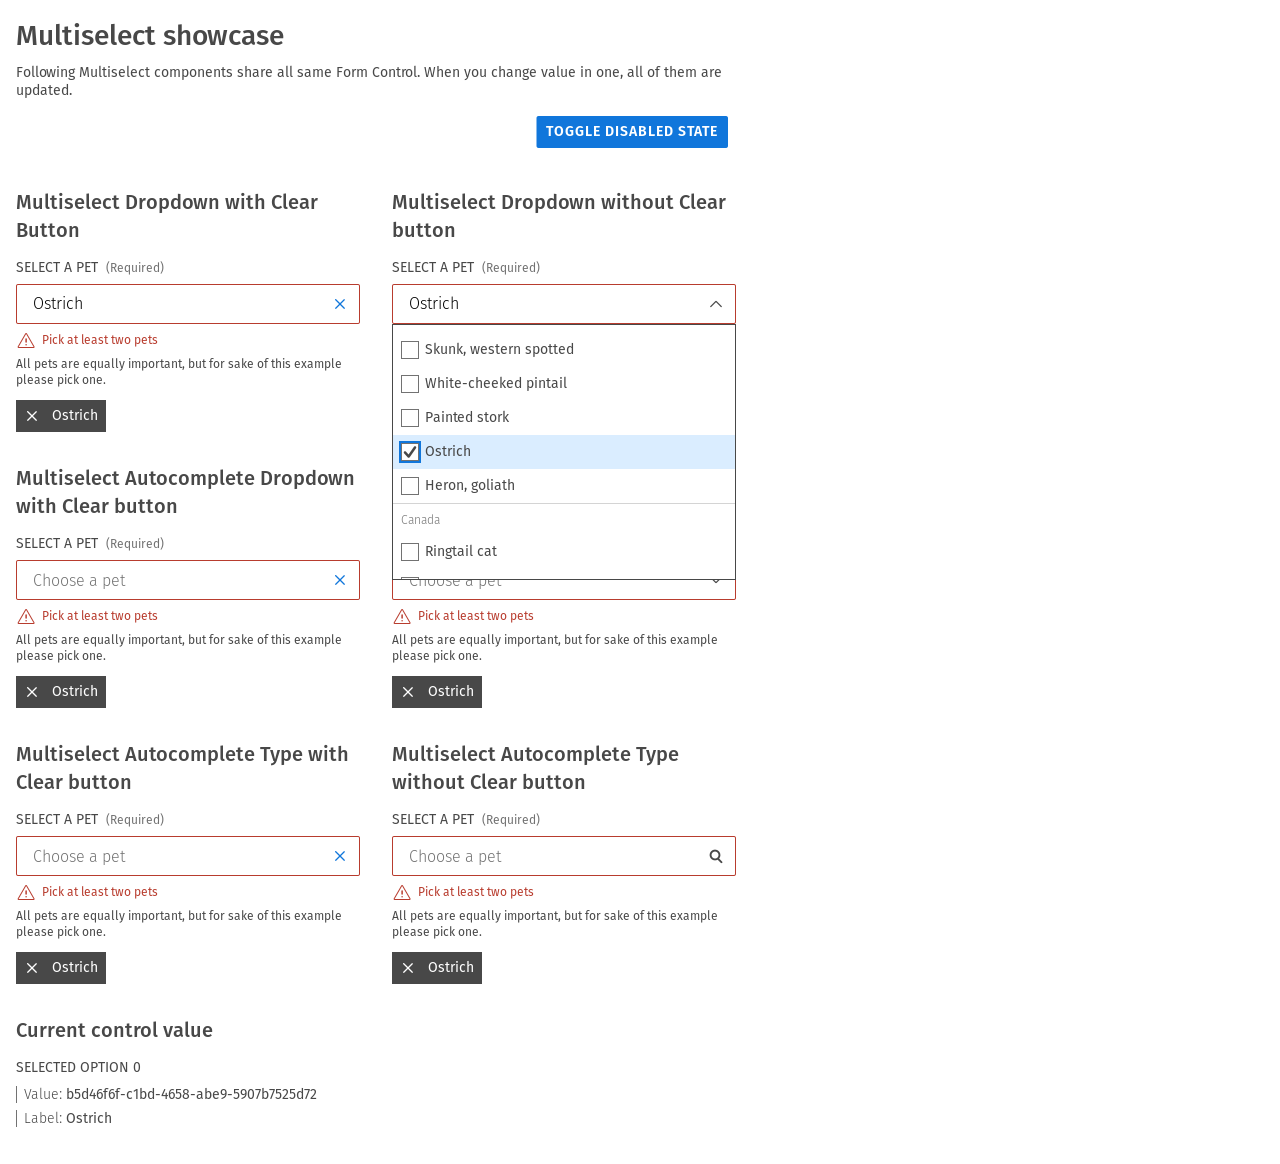 Multiselect showcase
Following Multiselect components share all same Form Control. When you change value in one, all of them are
updated.
TOGGLE DISABLED STATE
Multiselect Dropdown with Clear
Button
SELECT A PET (Required)
Ostrich
Pick at least two pets
All pets are equally important, but for sake of this example
please pick one.
Ostrich
Multiselect Dropdown without Clear
button
SELECT A PET (Required)
Ostrich
Skunk, western spotted
White-cheeked pintail
Painted stork
Ostrich
Heron, goliath
Canada
Ringtail cat
Multiselect Autocomplete Dropdown
with Clear button
SELECT A PET (Required)
Choose a pet
Pick at least two pets
All pets are equally important, but for sake of this example
please pick one.
Ostrich
Choose a pet
Pick at least two pets
All pets are equally important, but for sake of this example
please pick one.
Ostrich
Multiselect Autocomplete Type with
Clear button
SELECT A PET (Required)
Choose a pet
Pick at least two pets
All pets are equally important, but for sake of this example
please pick one.
Ostrich
Multiselect Autocomplete Type
without Clear button
SELECT A PET (Required)
Choose a pet
Pick at least two pets
All pets are equally important, but for sake of this example
please pick one.
Ostrich
Current control value
SELECTED OPTION 0
Value: b5d46f6f-c1bd-4658-abe9-5907b7525d72
Label: Ostrich